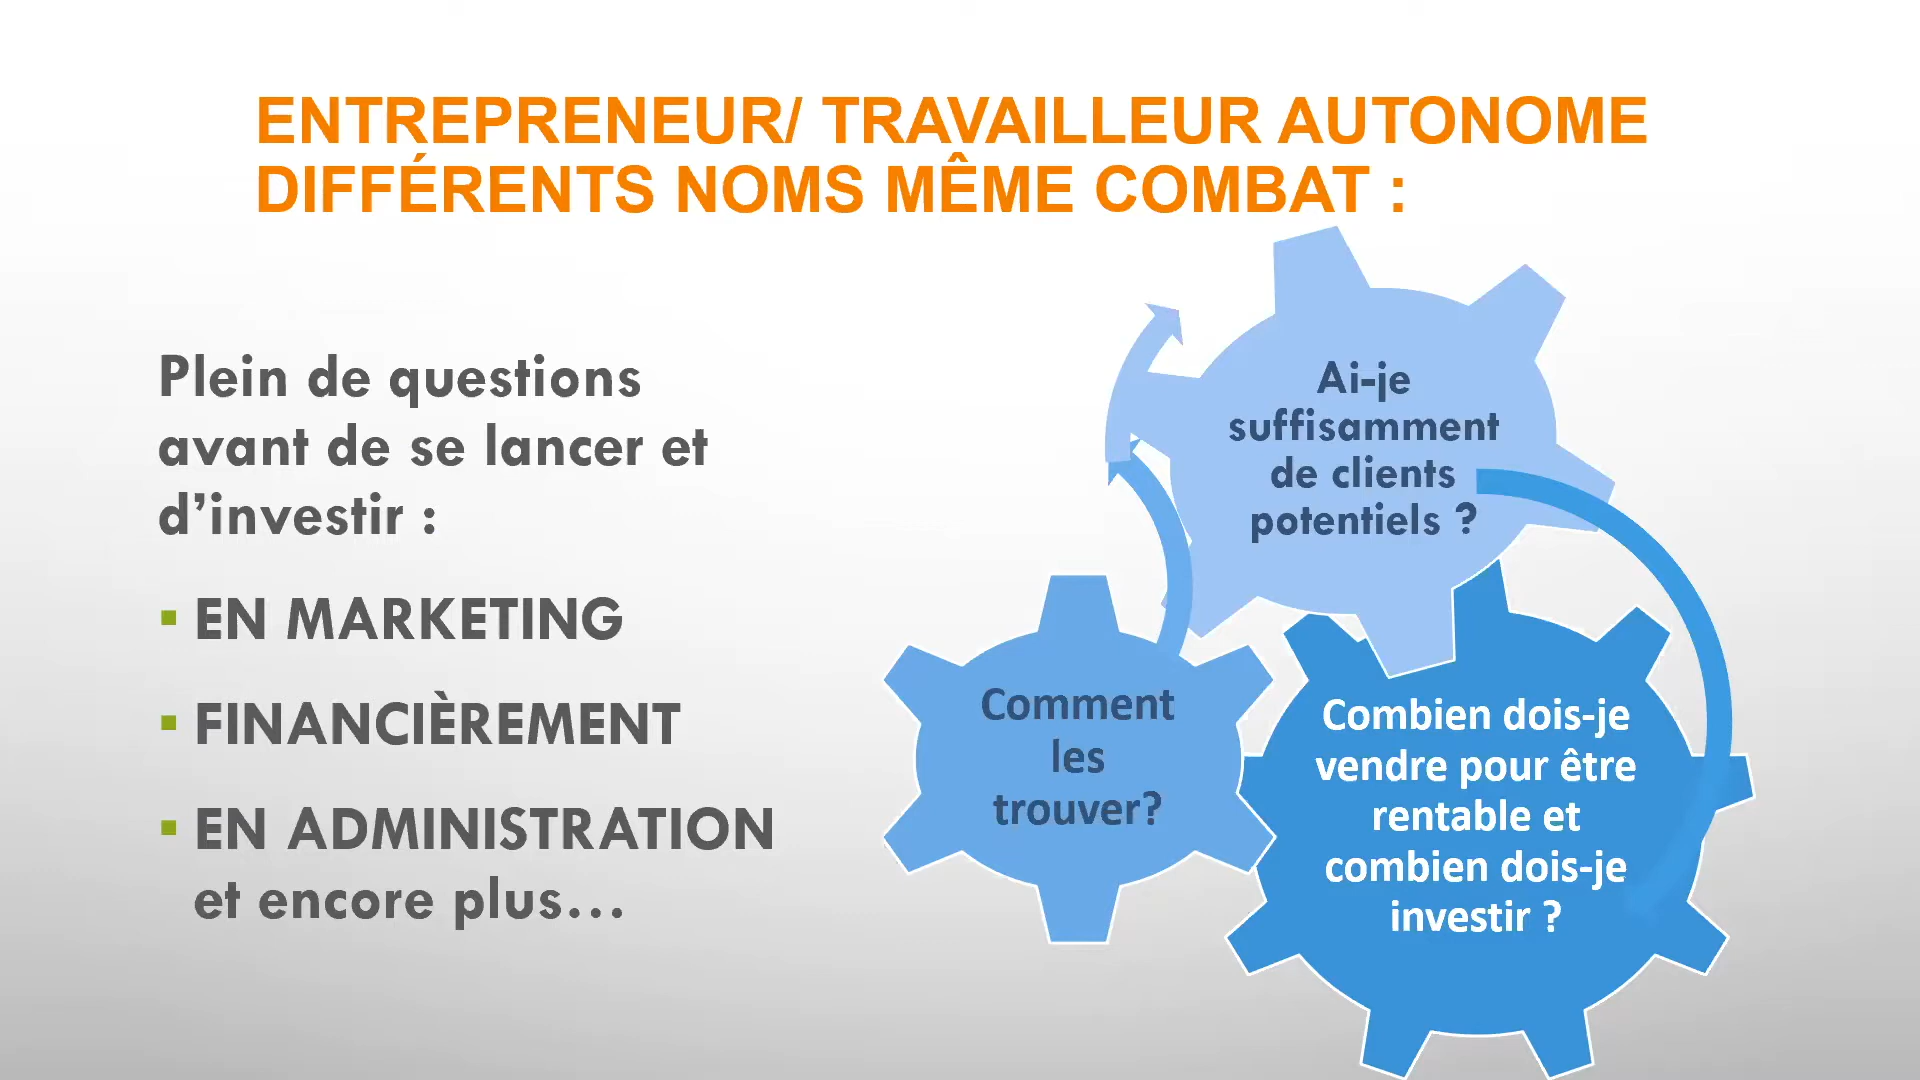 ENTREPRENEUR/ TRAVAILLEUR AUTONOME
DIFFÉRENTS NOMS MÊME COMBAT :
Plein de questions
avant de se lancer et
d’investir :
▪ EN MARKETING
▪ FINANCIÈREMENT
▪ EN ADMINISTRATION
et encore plus…
Ai-je
suffisamment
de clients
potentiels ?
Comment
les
trouver?
Combien dois-je
vendre pour être
rentable et
combien dois-je
investir ?